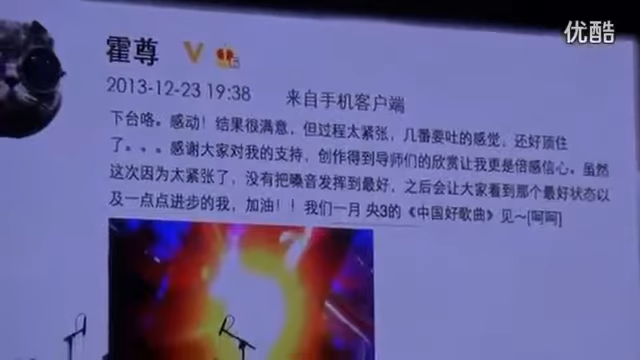 优酷
霍尊
2013-12-23 19:38 来自手机客户端
下台咯。感动！结果很满意，但过程太紧张，几番要吐的感觉，还好顶住
了。。。感谢大家对我的支持，创作得到导师们的欣赏让我更是倍感信心。虽然
这次因为太紧张了，没有把嗓音发挥到最好，之后会让大家看到那个最好状态以
及一点点进步的我，加油！！我们一月 央3的《中国好歌曲》见～[呵呵]